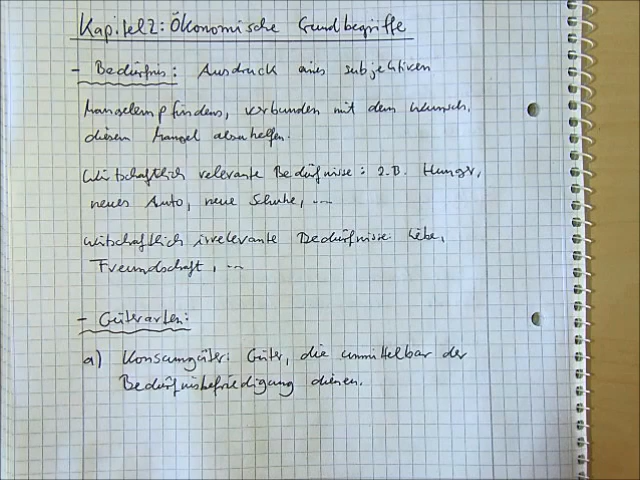 Kapitel 2: Ökonomische Grundbegriffe
- Bedürfnis: Ausdruck eines subjektiven
Mangelempfindens, verbunden mit dem Wunsch,
diesen Mangel abzuhelfen.
Wirtschaftlich relevante Bedürfnisse: z.B. Hunger,
neues Auto, neue Schuhe, ...
Wirtschaftlich irrelevante Bedürfnisse: Liebe,
Freundschaft, ...
- Güterarten:
a) Konsumgüter: Güter, die unmittelbar der
Bedürfnisbefriedigung dienen.